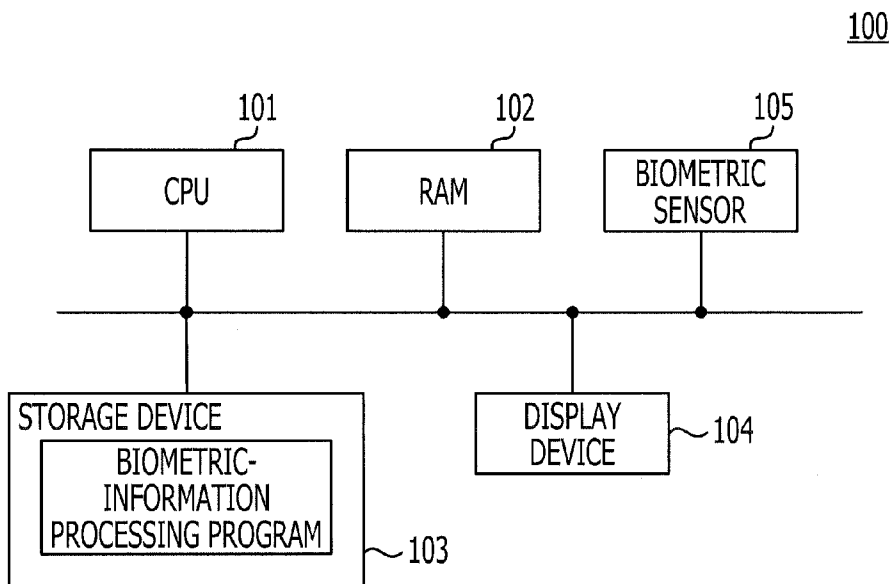 100
101
102
105
CPU
RAM
BIOMETRIC
SENSOR
STORAGE DEVICE
BIOMETRIC-
INFORMATION
PROCESSING PROGRAM
103
DISPLAY
DEVICE
104